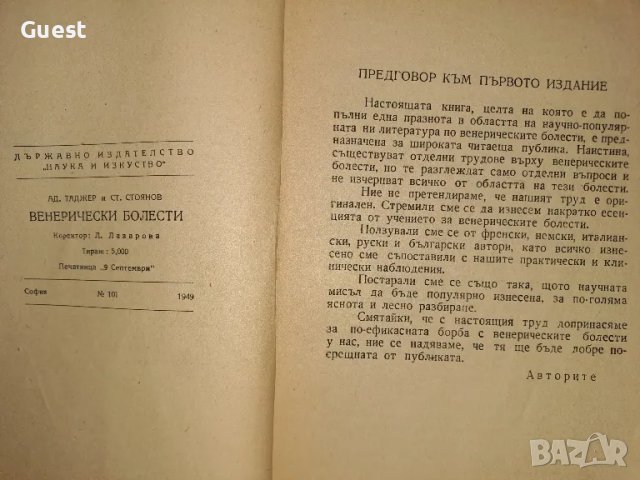 Guest
ДЪРЖАВНО ИЗДАТЕЛСТВО
„НАУКА И ИЗКУСТВО"
АД. ТАДЖЕР и СТ. СТОЯНОВ
ВЕНЕРИЧЕСКИ БОЛЕСТИ
Коректор: Л. Лазарова
Тираж: 5,000
Печатница „9 Септември"
София № 101 1949
ПРЕДГОВОР КЪМ ПЪРВОТО ИЗДАНИЕ
Настоящата книга, целта на която е да по-
пълни една празнота в областта на научно-популяр-
ната ни литература по венерическите болести, е пред-
назначена за широката читаеща публика. Наистина,
съществуват отделни трудове върху венерическите
болести, но те разглеждат само отделни въпроси и
не изчерпват всичко от областта на тези болести.
Ние не претендираме, че нашият труд е ори-
гинален. Стремили сме се да изнесем накратко есен-
цията от учението за венерическите болести.
Ползували сме се от френски, немски, италиан-
ски, руски и български автори, като всичко изне-
сено сме съпоставили с нашите практически и кли-
нически наблюдения.
Постарали сме се също така, щото научната
мисъл да бъде популярно изнесена, за по-голяма
яснота и лесно разбиране.
Смятайки, че с настоящия труд допринасяме
за по-ефикасната борба с венерическите болести
у нас, ние се надяваме, че тя ще бъде добре по-
срещната от публиката.
Авторите
BAZAR